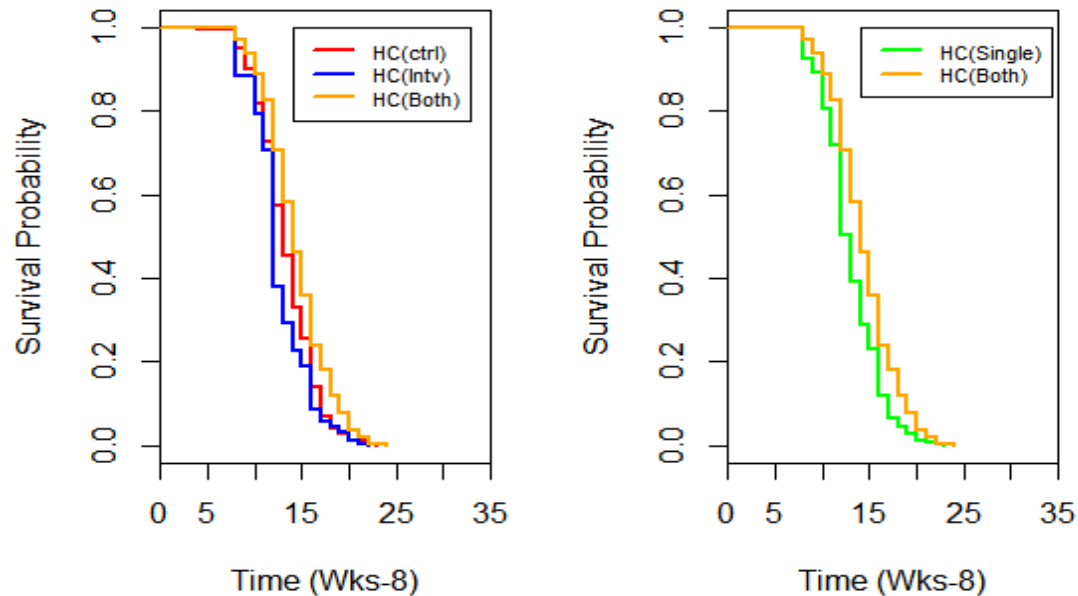 Survival Probability
1.0
0.8
0.6
0.4
0.2
0.0
HC(ctrl)
HC(Intv)
HC(Both)
0 5 15 25 35
Time (Wks-8)
Survival Probability
1.0
0.8
0.6
0.4
0.2
0.0
HC(Single)
HC(Both)
0 5 15 25 35
Time (Wks-8)